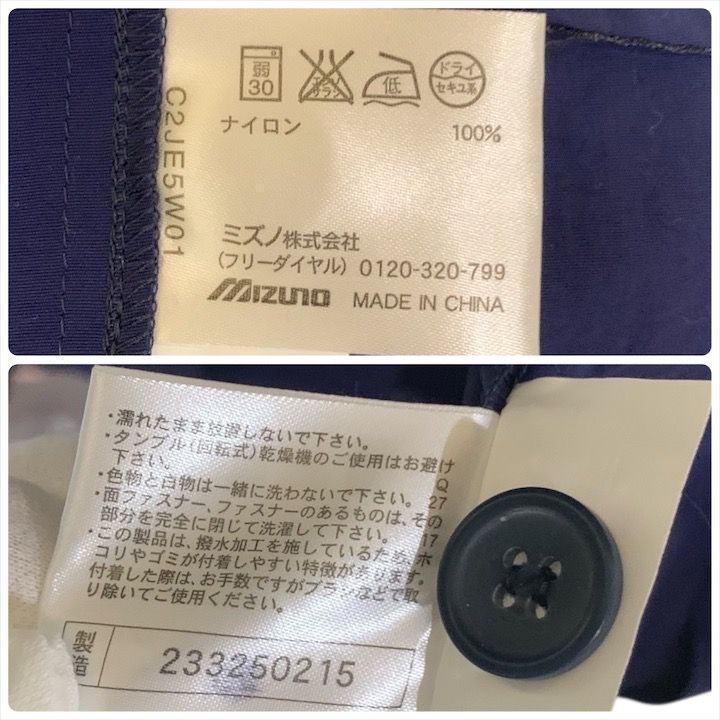 弱
30
エンソ
サラシ
低
ドライ
セキユ系
ナイロン 100%
C2JE5W01
ミズノ株式会社
(フリーダイヤル) 0120-320-799
MIZUNO MADE IN CHINA
・濡れたまま放置しないで下さい。
・タンブル(回転式)乾燥機のご使用はお避け
下さい。
・色物と白物は一緒に洗わないで下さい。
・面ファスナー、ファスナーのあるものは、その
部分を完全に閉じて洗濯して下さい。
・この製品は、撥水加工を施しているため、ホ
コリやゴミが付着しやすい特徴があります。
付着した際は、お手数ですがブラシなどで取
り除いてご使用ください。
Q
27
17
製造 233250215